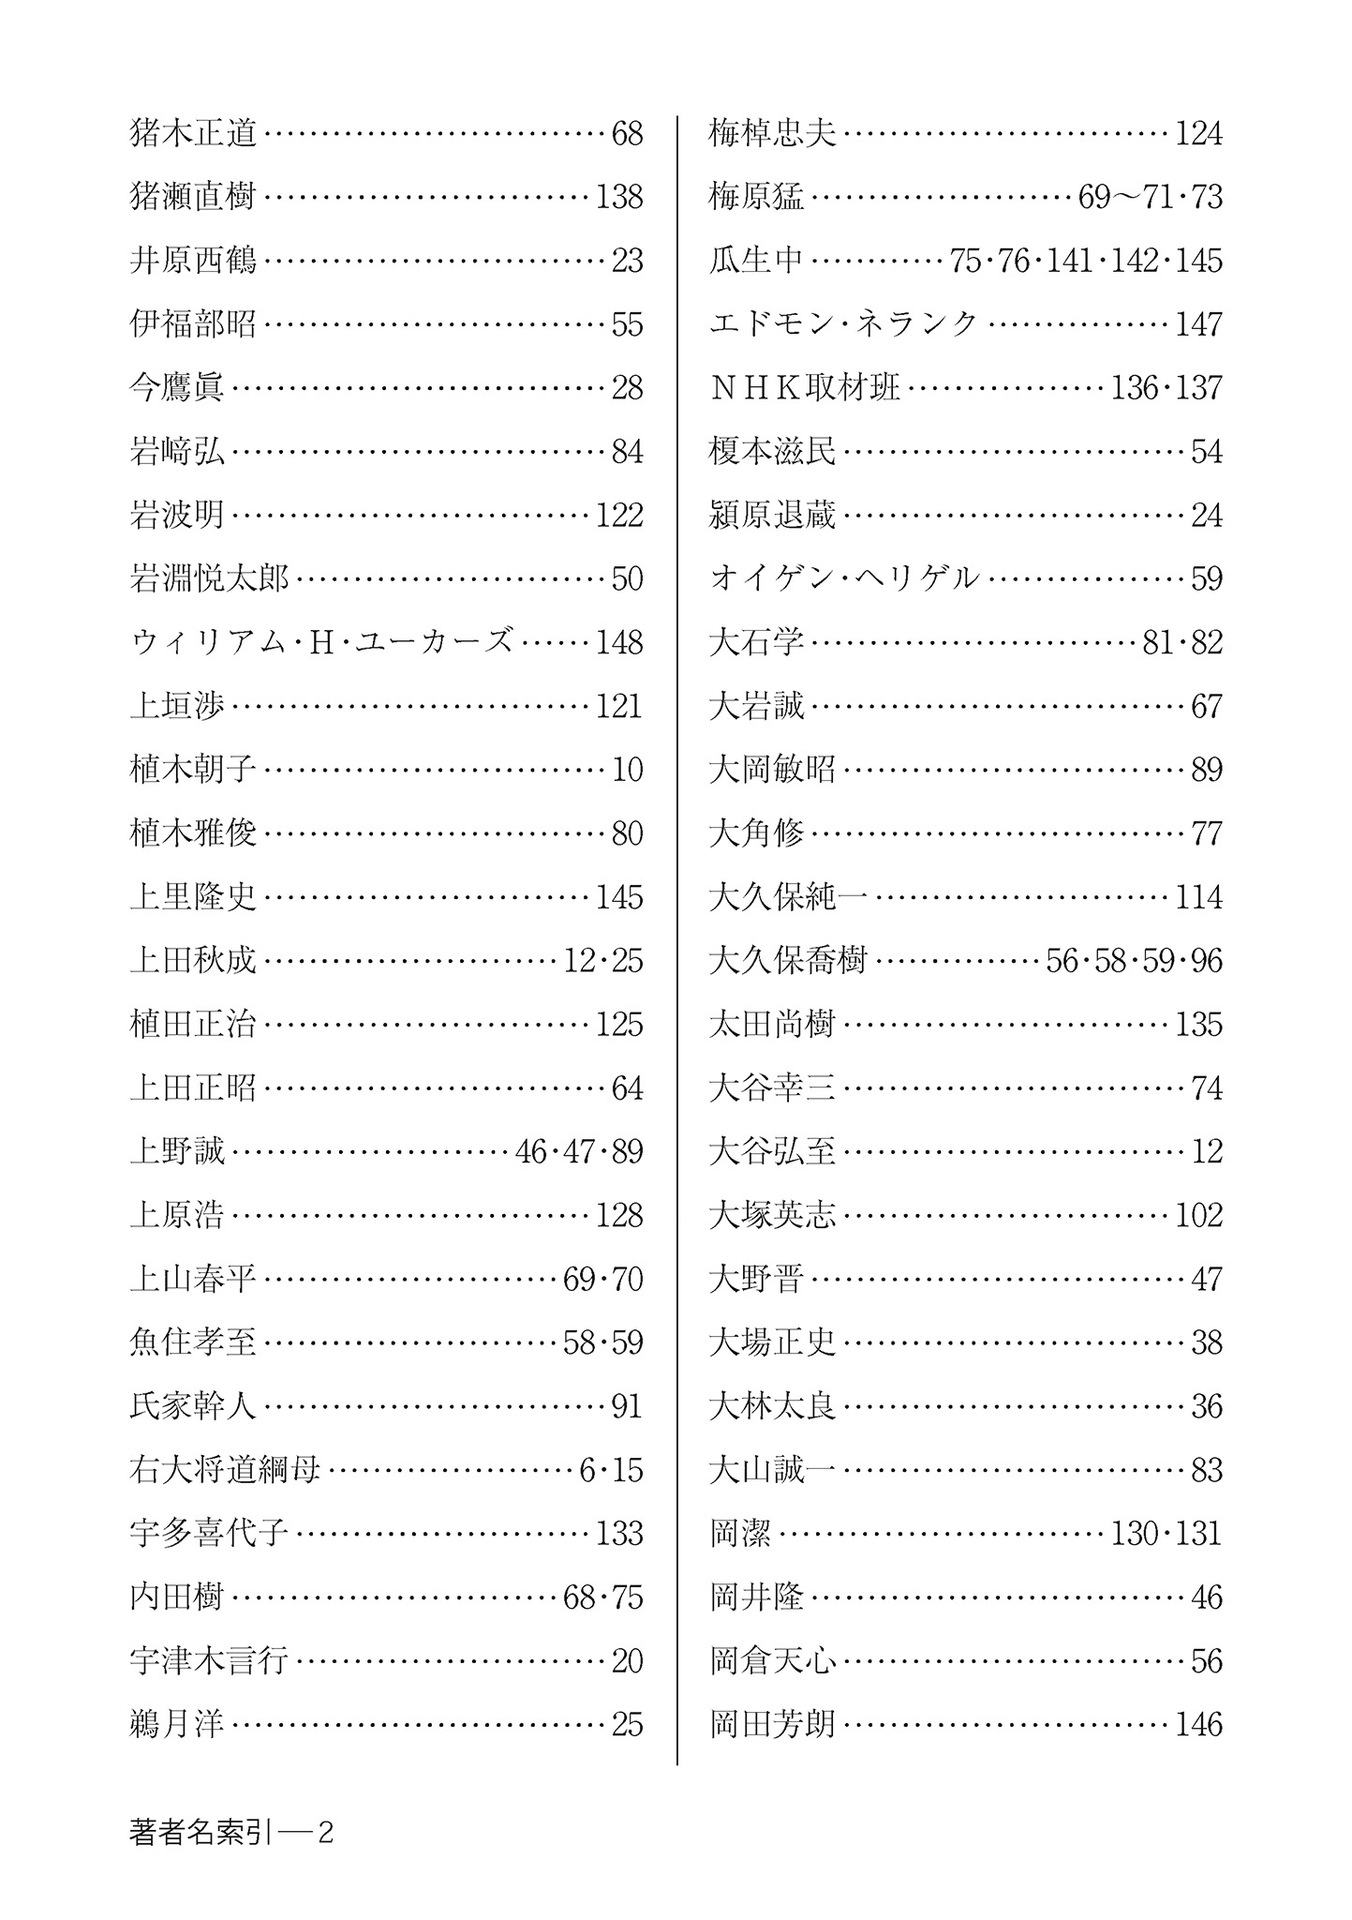 猪木正道……………………………68
猪瀬直樹……………………………138
井原西鶴……………………………23
伊福部昭……………………………55
今鷹眞………………………………28
岩﨑弘………………………………84
岩波明………………………………122
岩淵悦太郎…………………………50
ウィリアム・H・ユーカーズ……148
上垣渉………………………………121
植木朝子……………………………10
植木雅俊……………………………80
上里隆史……………………………145
上田秋成…………………………12・25
植田正治……………………………125
上田正昭……………………………64
上野誠………………………46・47・89
上原浩………………………………128
上山春平…………………………69・70
魚住孝至…………………………58・59
氏家幹人……………………………91
右大将道綱母……………………6・15
宇多喜代子…………………………133
内田樹……………………………68・75
宇津木言行…………………………20
鵜月洋………………………………25
梅棹忠夫……………………………124
梅原猛……………………69〜71・73
瓜生中…………75・76・141・142・145
エドモン・ネランク………………147
ＮＨＫ取材班………………136・137
榎本滋民……………………………54
潁原退蔵……………………………24
オイゲン・ヘリゲル………………59
大石学……………………………81・82
大岩誠………………………………67
大岡敏昭……………………………89
大角修………………………………77
大久保純一…………………………114
大久保喬樹……………56・58・59・96
太田尚樹……………………………135
大谷幸三……………………………74
大谷弘至……………………………12
大塚英志……………………………102
大野晋………………………………47
大場正史……………………………38
大林太良……………………………36
大山誠一……………………………83
岡潔…………………………130・131
岡井隆………………………………46
岡倉天心……………………………56
岡田芳朗……………………………146
著者名索引―2